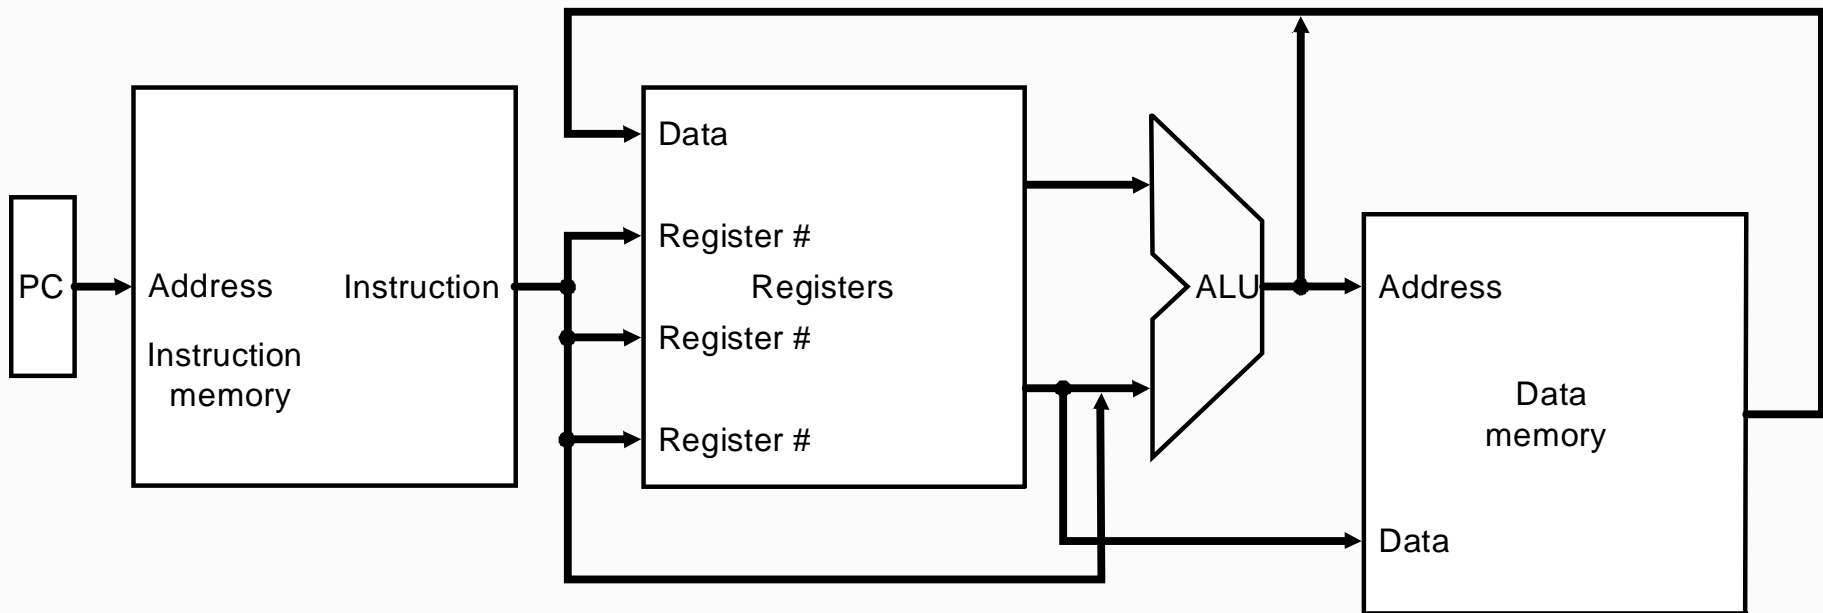 PC
Address
Instruction
Instruction
memory
Data
Register #
Registers
Register #
Register #
ALU
Address
Data
memory
Data